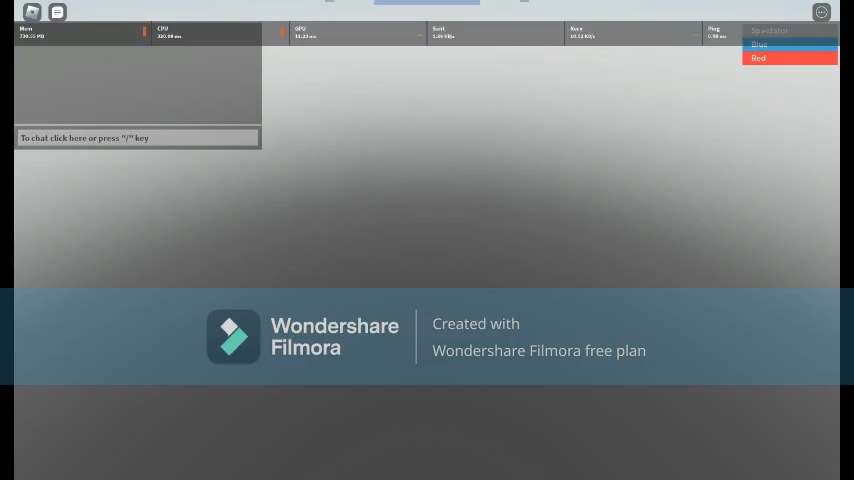 Mem
CPU
GPU
Sent
Recv
Ping
Spectator
Blue
Red
To chat click here or press "/" key
Wondershare
Filmora
Created with
Wondershare Filmora free plan